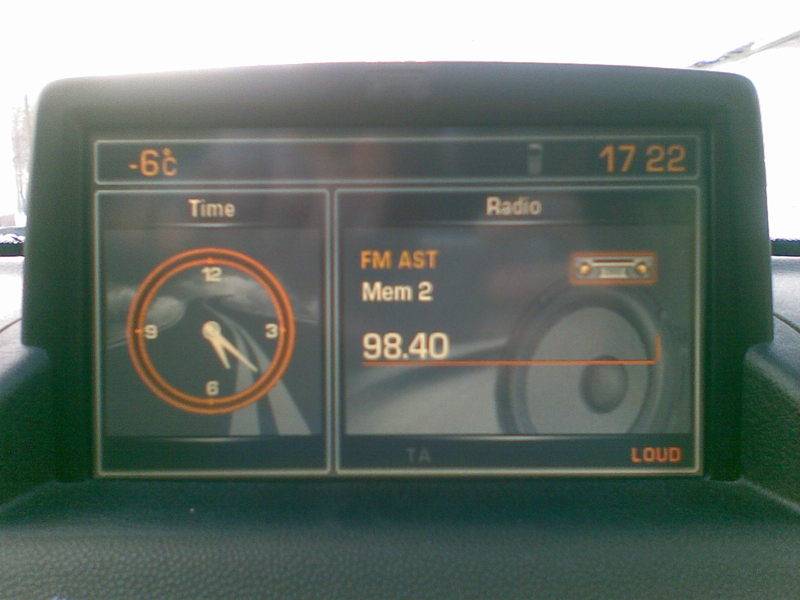 -6°C
17 22
Time
12
9
3
6
Radio
FM AST
Mem 2
98.40
TA
LOUD